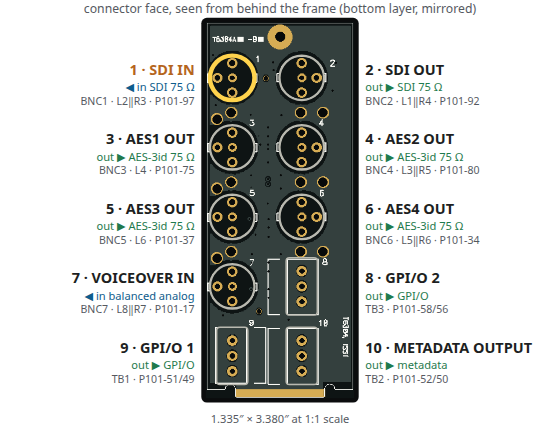 connector face, seen from behind the frame (bottom layer, mirrored)
1 · SDI IN
◀ in SDI 75 Ω
BNC1 · L2||R3 · P101-97
2 · SDI OUT
out ▶ SDI 75 Ω
BNC2 · L1||R4 · P101-92
3 · AES1 OUT
out ▶ AES-3id 75 Ω
BNC3 · L4 · P101-75
4 · AES2 OUT
out ▶ AES-3id 75 Ω
BNC4 · L3||R5 · P101-80
5 · AES3 OUT
out ▶ AES-3id 75 Ω
BNC5 · L6 · P101-37
6 · AES4 OUT
out ▶ AES-3id 75 Ω
BNC6 · L5||R6 · P101-34
7 · VOICEOVER IN
◀ in balanced analog
BNC7 · L8||R7 · P101-17
8 · GPI/O 2
out ▶ GPI/O
TB3 · P101-58/56
9 · GPI/O 1
out ▶ GPI/O
TB1 · P101-51/49
10 · METADATA OUTPUT
out ▶ metadata
TB2 · P101-52/50
1
2
3
4
5
6
7
8
9
10
1.335″ × 3.380″ at 1:1 scale